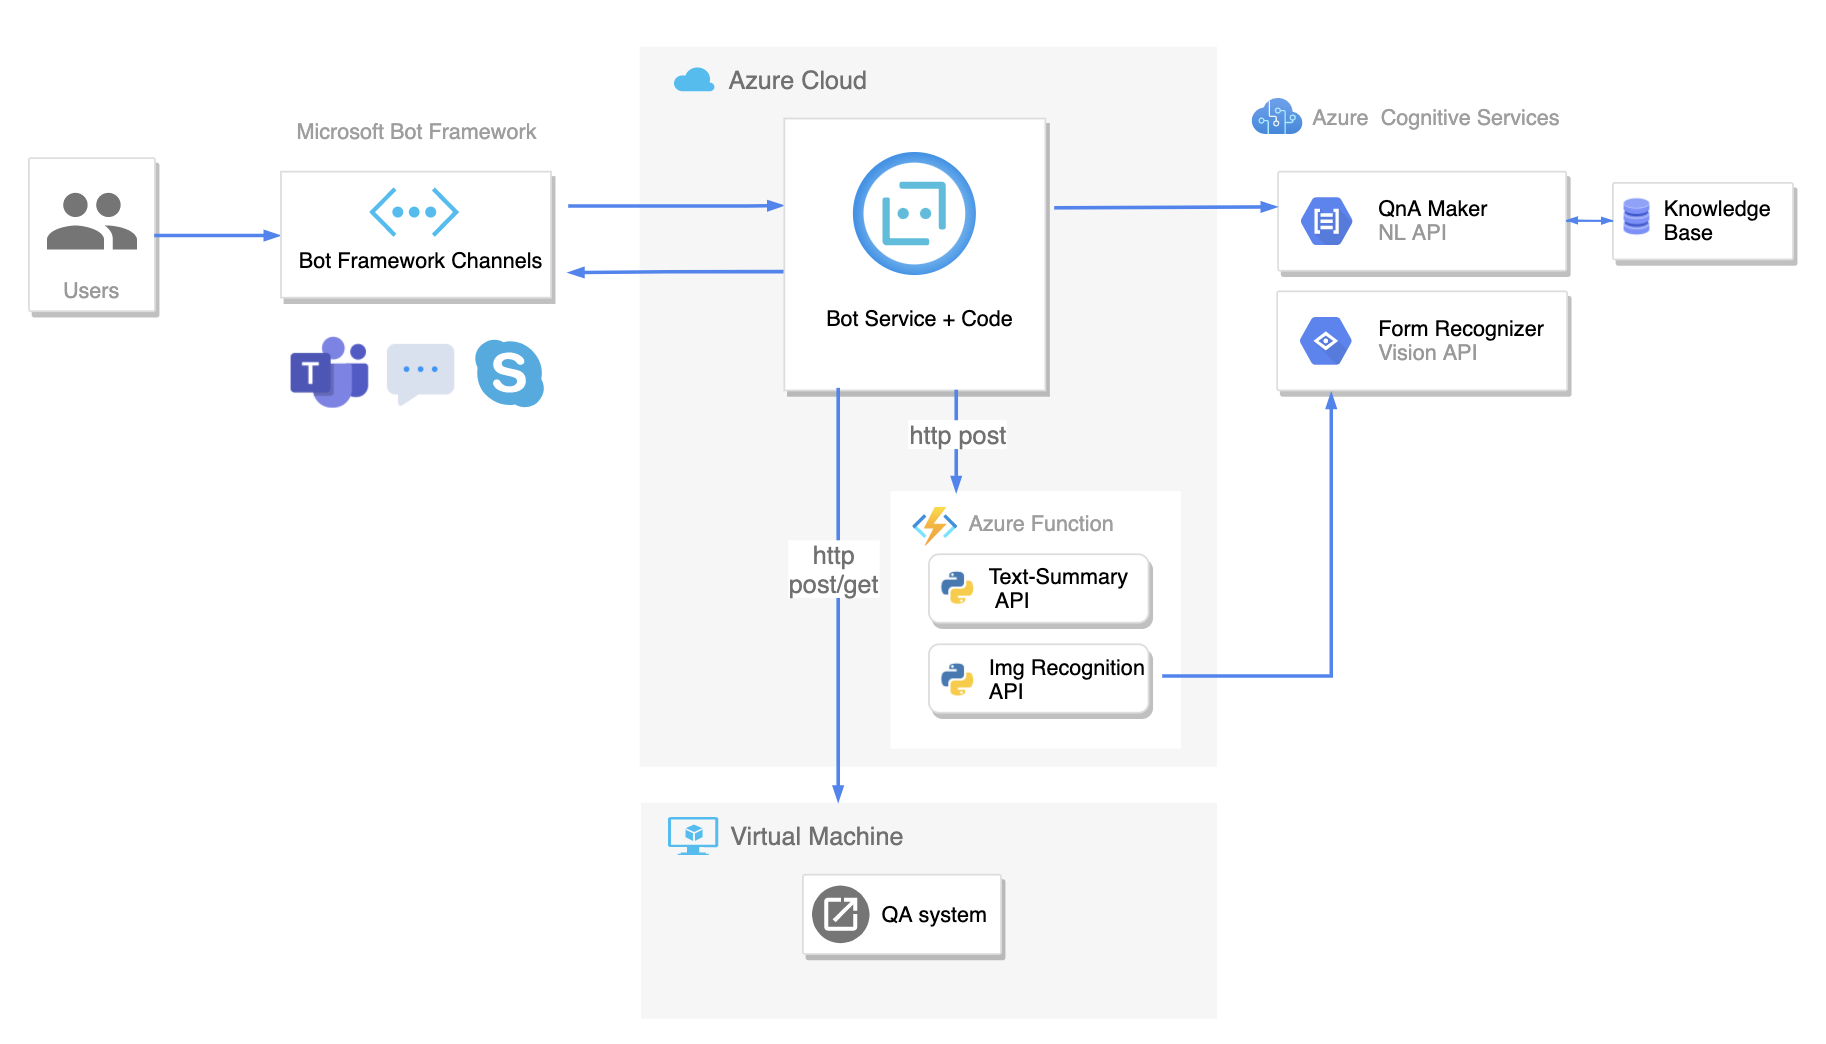 Azure Cloud
Microsoft Bot Framework
Azure  Cognitive Services
Users
Bot Framework Channels
T
S
Bot Service + Code
QnA Maker
NL API
Knowledge
Base
Form Recognizer
Vision API
http post
http
post/get
Azure Function
Text-Summary
API
Img Recognition
API
Virtual Machine
QA system